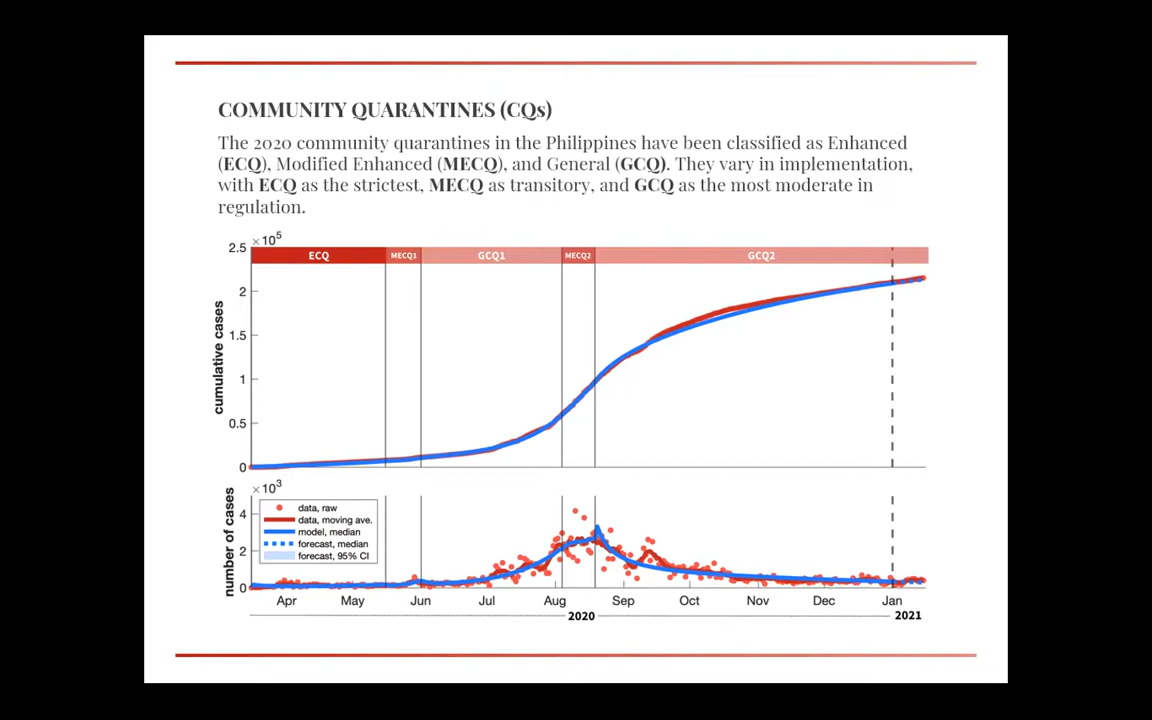 COMMUNITY QUARANTINES (CQs)
The 2020 community quarantines in the Philippines have been classified as Enhanced
(ECQ), Modified Enhanced (MECQ), and General (GCQ). They vary in implementation,
with ECQ as the strictest, MECQ as transitory, and GCQ as the most moderate in
regulation.
×10⁵
ECQ MECQ1 GCQ1 MECQ2 GCQ2
cumulative cases
2.5
2
1.5
1
0.5
0
×10³
number of cases
4
2
0
data, raw
data, moving ave.
model, median
forecast, median
forecast, 95% CI
Apr May Jun Jul Aug Sep Oct Nov Dec Jan
2020 2021